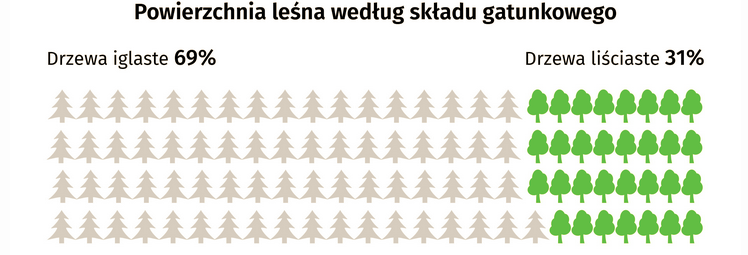 Powierzchnia leśna według składu gatunkowego
Drzewa iglaste 69% Drzewa liściaste 31%